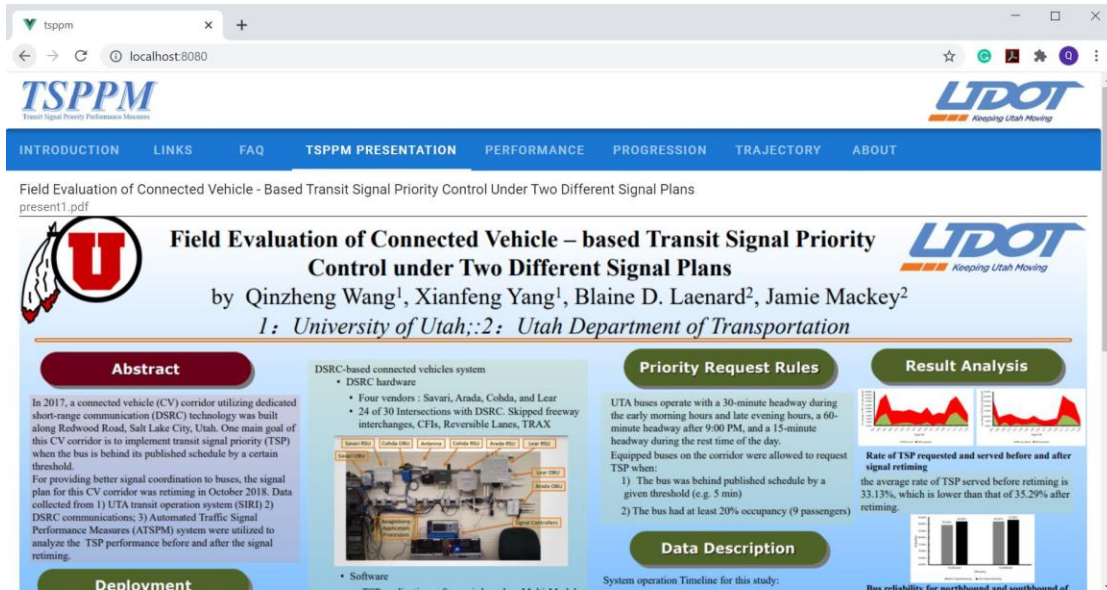 tsppm
localhost:8080
Q
TSPPM
Transit Signal Priority Performance Measures
UDOT
Keeping Utah Moving
INTRODUCTION LINKS FAQ TSPPM PRESENTATION PERFORMANCE PROGRESSION TRAJECTORY ABOUT
Field Evaluation of Connected Vehicle - Based Transit Signal Priority Control Under Two Different Signal Plans
present1.pdf
U
Field Evaluation of Connected Vehicle – based Transit Signal Priority
Control under Two Different Signal Plans
by Qinzheng Wang¹, Xianfeng Yang¹, Blaine D. Laenard², Jamie Mackey²
1: University of Utah;:2: Utah Department of Transportation
UDOT
Keeping Utah Moving
Abstract
In 2017, a connected vehicle (CV) corridor utilizing dedicated
short-range communication (DSRC) technology was built
along Redwood Road, Salt Lake City, Utah. One main goal of
this CV corridor is to implement transit signal priority (TSP)
when the bus is behind its published schedule by a certain
threshold.
For providing better signal coordination to buses, the signal
plan for this CV corridor was retiming in October 2018. Data
collected from 1) UTA transit operation system (SIRI) 2)
DSRC communications; 3) Automated Traffic Signal
Performance Measures (ATSPM) system were utilized to
analyze the TSP performance before and after the signal
retiming.
Deployment
DSRC-based connected vehicles system
• DSRC hardware
• Four vendors : Savari, Arada, Cohda, and Lear
• 24 of 30 Intersections with DSRC. Skipped freeway
interchanges, CFIs, Reversible Lanes, TRAX
Savari RSU Cohda OBU Antenna Cohda RSU Arada RSU Lear RSU
Savari OBU
Lear OBU
Arada OBU
Signal Controllers
• Software
Priority Request Rules
UTA buses operate with a 30-minute headway during
the early morning hours and late evening hours, a 60-
minute headway after 9:00 PM, and a 15-minute
headway during the rest time of the day.
Equipped buses on the corridor were allowed to request
TSP when:
1) The bus was behind published schedule by a
given threshold (e.g. 5 min)
2) The bus had at least 20% occupancy (9 passengers)
Data Description
System operation Timeline for this study:
Result Analysis
Rate of TSP requested and served before and after
signal retiming
the average rate of TSP served before retiming is
33.13%, which is lower than that of 35.29% after
retiming.
Bus reliability for northbound and southbound of